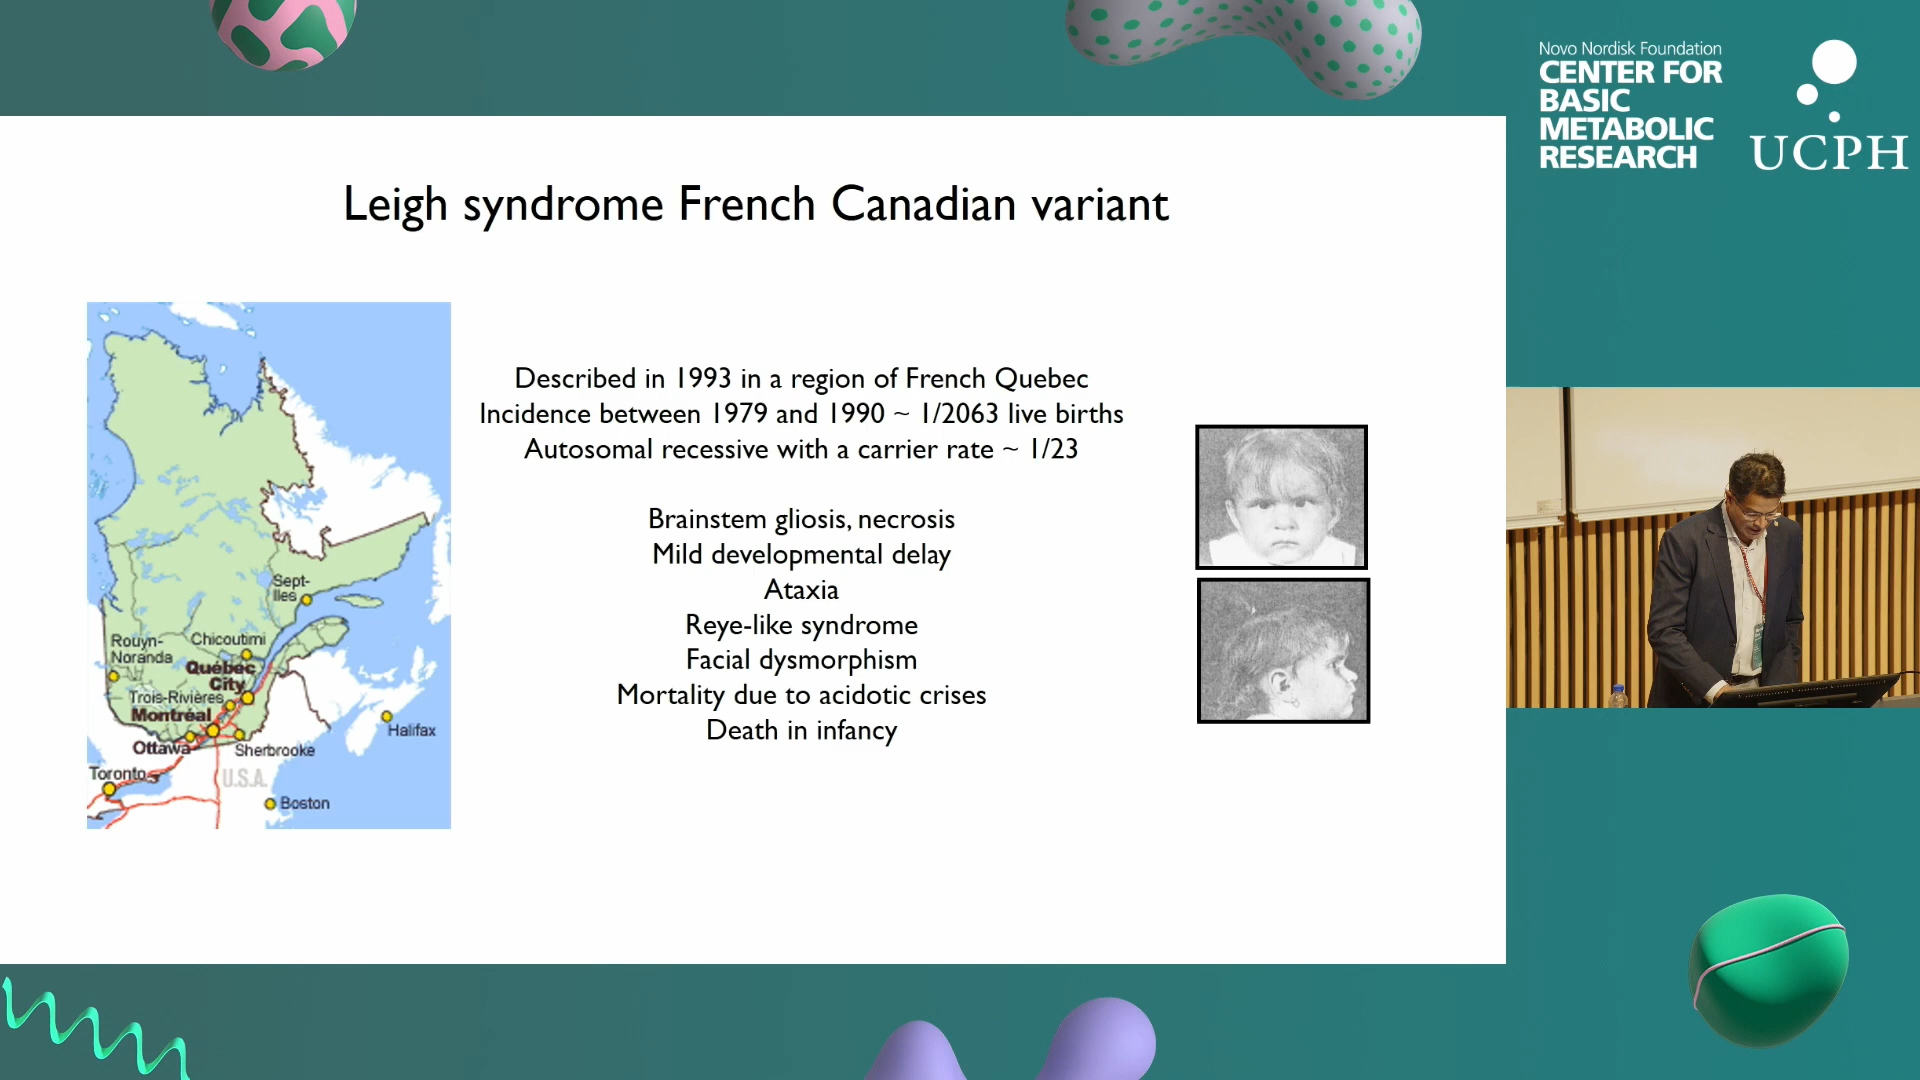 Novo Nordisk Foundation
CENTER FOR
BASIC
METABOLIC
RESEARCH
UCPH
Leigh syndrome French Canadian variant
Described in 1993 in a region of French Quebec
Incidence between 1979 and 1990 ~ 1/2063 live births
Autosomal recessive with a carrier rate ~ 1/23
Brainstem gliosis, necrosis
Mild developmental delay
Ataxia
Reye-like syndrome
Facial dysmorphism
Mortality due to acidotic crises
Death in infancy
Sept-
Iles
Rouyn-
Noranda
Chicoutimi
Québec
City
Trois-Rivières
Montréal
Ottawa
Sherbrooke
Halifax
Toronto
U.S.A.
Boston